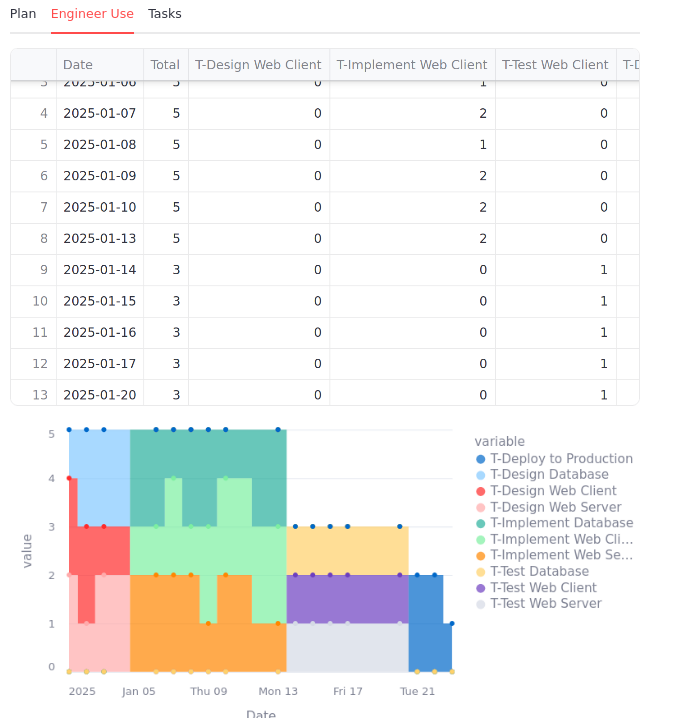 Plan Engineer Use Tasks
Date Total T-Design Web Client T-Implement Web Client T-Test Web Client T-D
3 2025-01-06 5 0 1 0
4 2025-01-07 5 0 2 0
5 2025-01-08 5 0 1 0
6 2025-01-09 5 0 2 0
7 2025-01-10 5 0 2 0
8 2025-01-13 5 0 2 0
9 2025-01-14 3 0 0 1
10 2025-01-15 3 0 0 1
11 2025-01-16 3 0 0 1
12 2025-01-17 3 0 0 1
13 2025-01-20 3 0 0 1
5
4
3
2
1
0
value
2025 Jan 05 Thu 09 Mon 13 Fri 17 Tue 21
Date
variable
T-Deploy to Production
T-Design Database
T-Design Web Client
T-Design Web Server
T-Implement Database
T-Implement Web Cli…
T-Implement Web Se…
T-Test Database
T-Test Web Client
T-Test Web Server